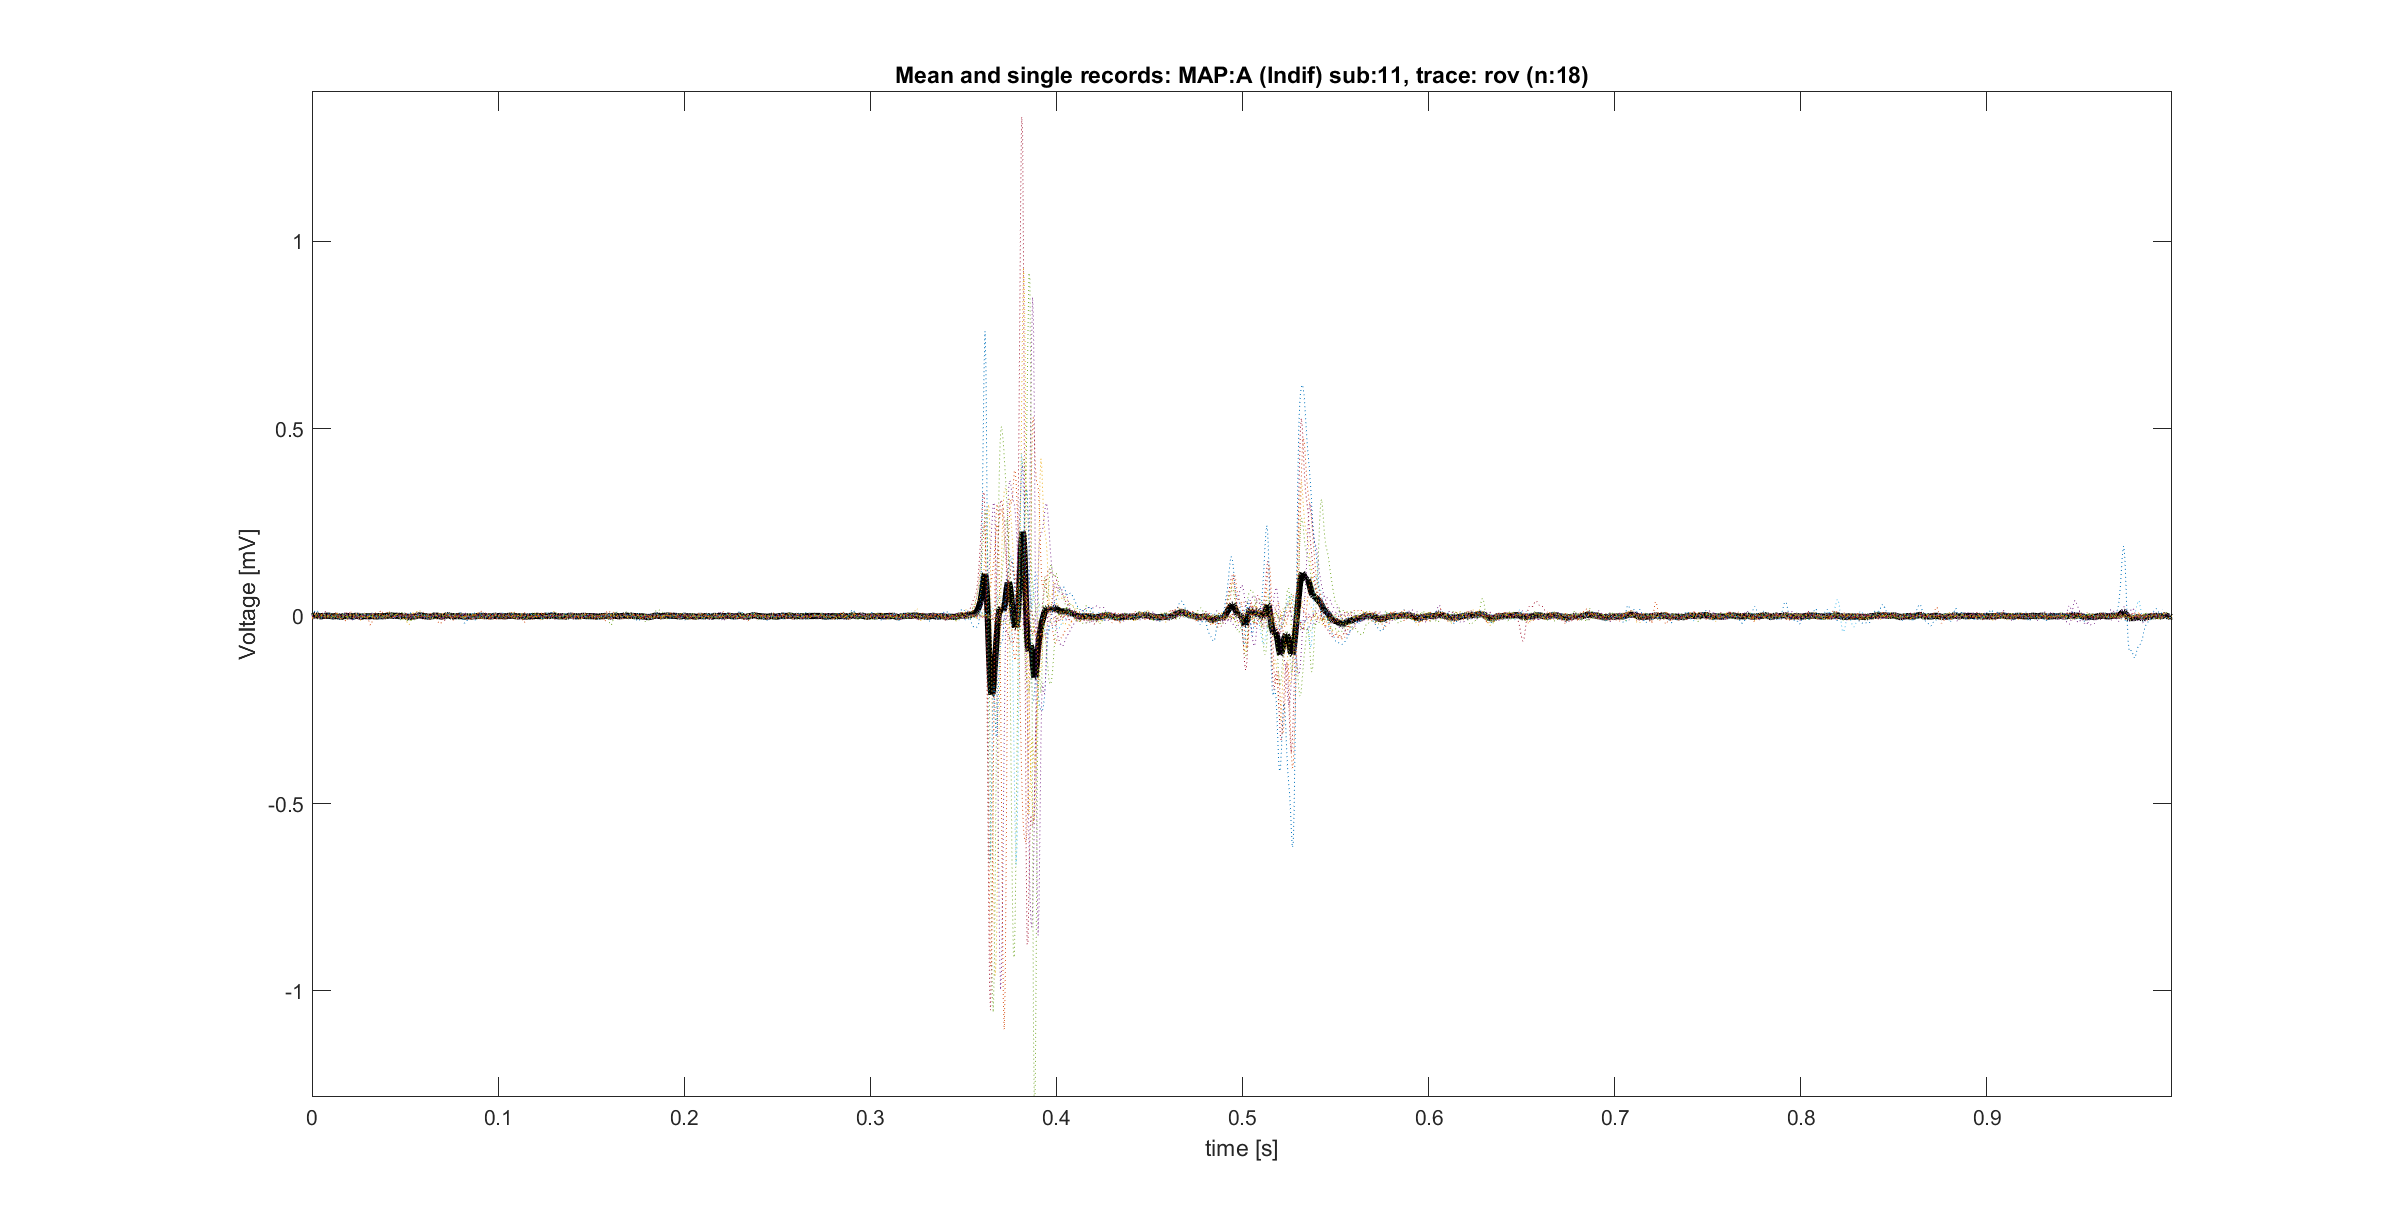 Mean and single records: MAP:A (Indif) sub:11, trace: rov (n:18)
1
0.5
0
-0.5
-1
Voltage [mV]
0 0.1 0.2 0.3 0.4 0.5 0.6 0.7 0.8 0.9
time [s]